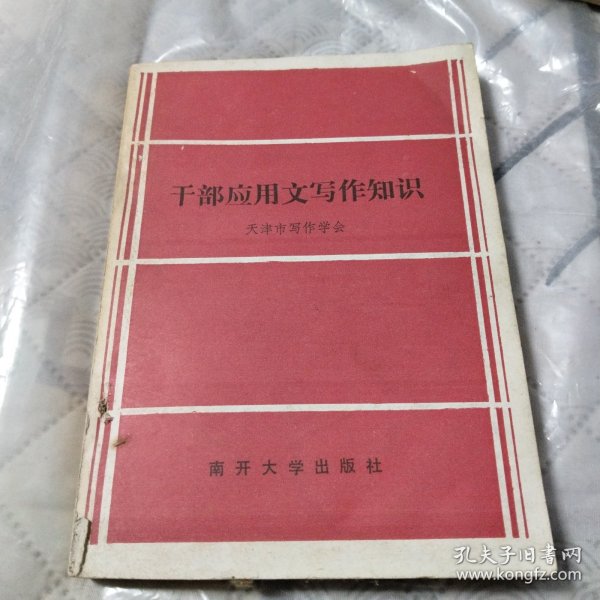 干部应用文写作知识
天津市写作学会
南开大学出版社
孔夫子旧书网
www.kongfz.com